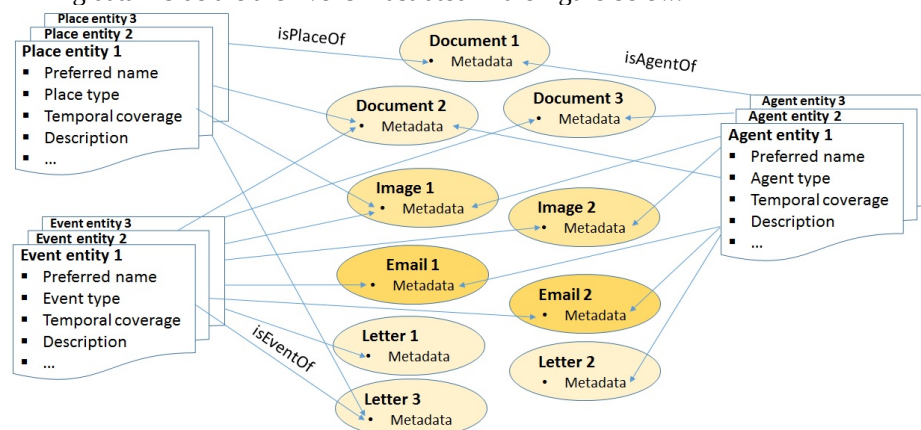 in the figure below.
Place entity 3
Place entity 2
Place entity 1
▪ Preferred name
▪ Place type
▪ Temporal coverage
▪ Description
▪ ...
isPlaceOf
Document 1
• Metadata
isAgentOf
Document 2
• Metadata
Document 3
• Metadata
Agent entity 3
Agent entity 2
Agent entity 1
▪ Preferred name
▪ Agent type
▪ Temporal coverage
▪ Description
▪ ...
Image 1
• Metadata
Image 2
• Metadata
Event entity 3
Event entity 2
Event entity 1
▪ Preferred name
▪ Event type
▪ Temporal coverage
▪ Description
▪ ...
isEventOf
Email 1
• Metadata
Email 2
• Metadata
Letter 1
• Metadata
Letter 2
• Metadata
Letter 3
• Metadata